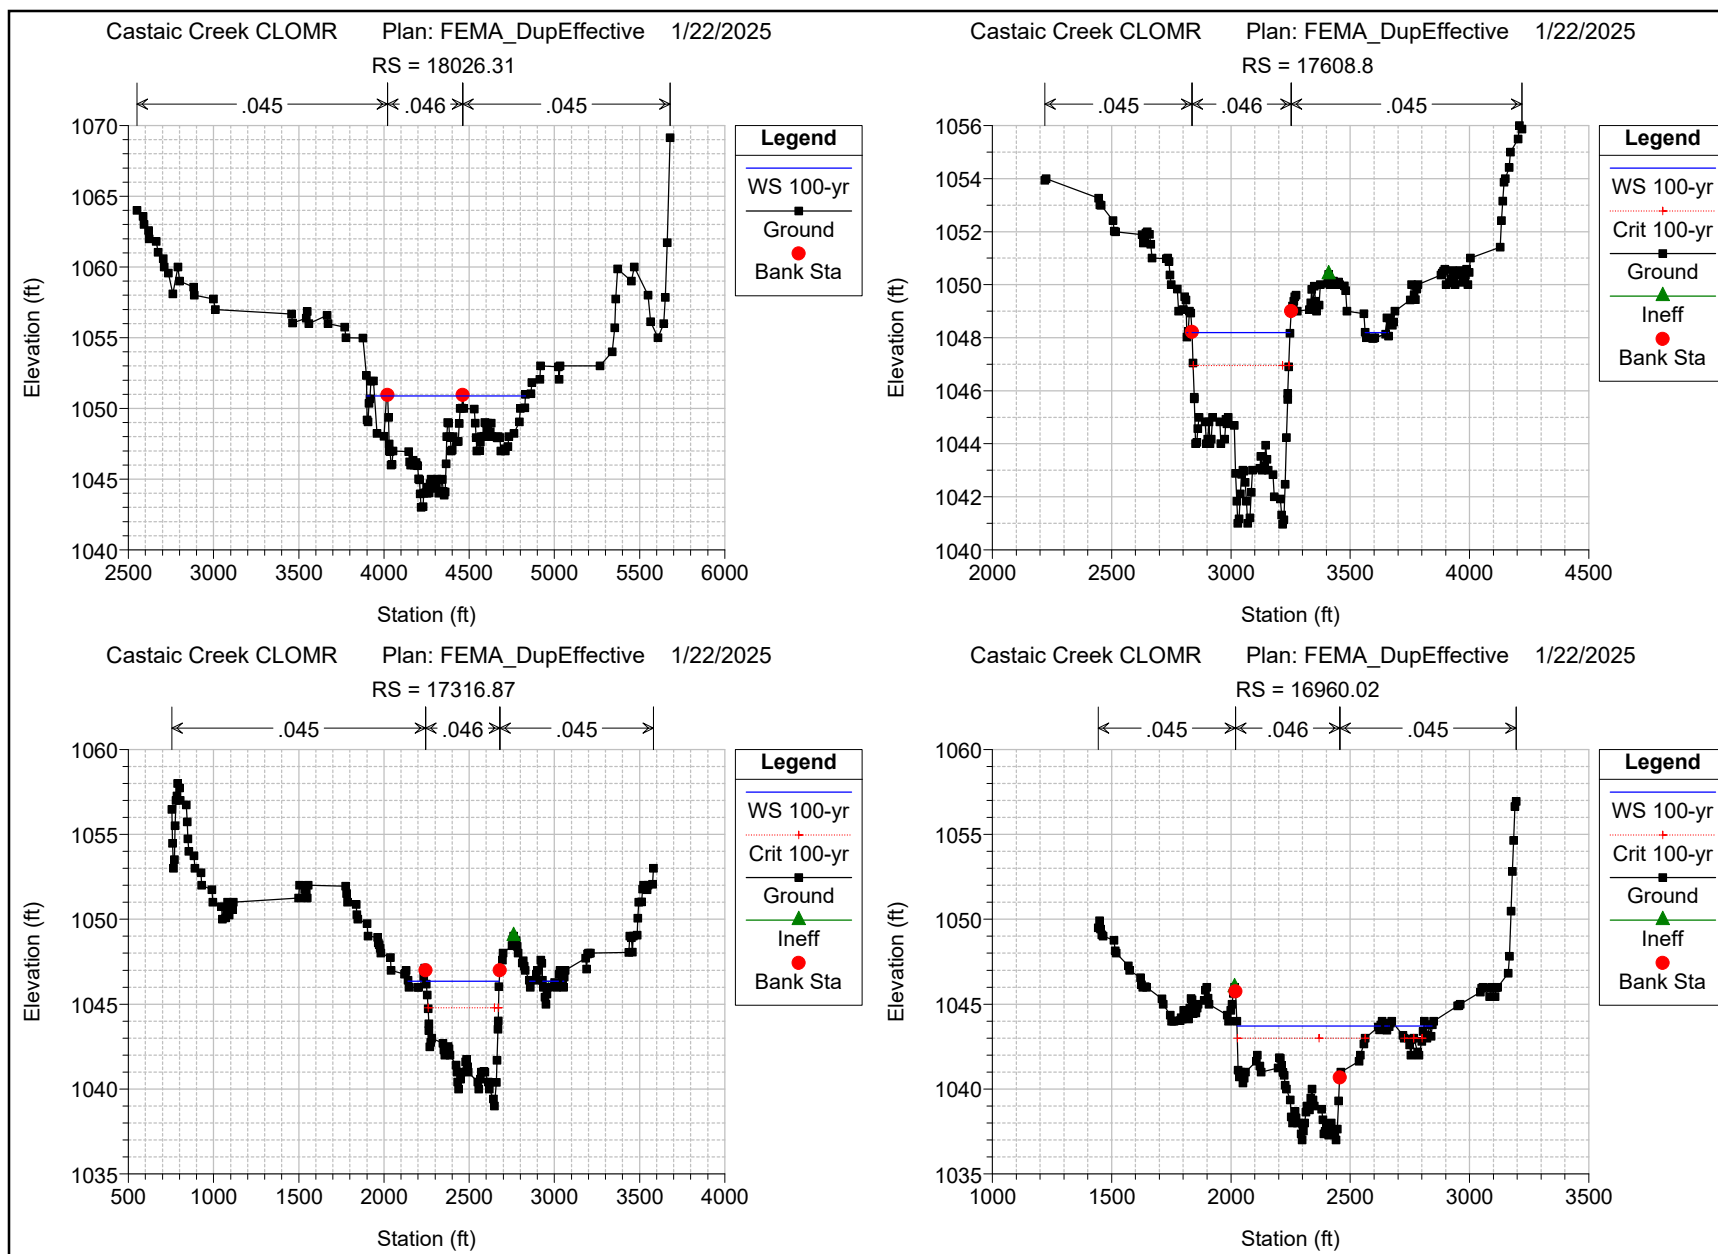 Castaic Creek CLOMR Plan: FEMA_DupEffective 1/22/2025
RS = 18026.31
.045 .046 .045
1070
1065
1060
1055
1050
1045
1040
Elevation (ft)
2500 3000 3500 4000 4500 5000 5500 6000
Station (ft)
Legend
WS 100-yr
Ground
Bank Sta
Castaic Creek CLOMR Plan: FEMA_DupEffective 1/22/2025
RS = 17608.8
.045 .046 .045
1056
1054
1052
1050
1048
1046
1044
1042
1040
Elevation (ft)
2000 2500 3000 3500 4000 4500
Station (ft)
Legend
WS 100-yr
Crit 100-yr
Ground
Ineff
Bank Sta
Castaic Creek CLOMR Plan: FEMA_DupEffective 1/22/2025
RS = 17316.87
.045 .046 .045
1060
1055
1050
1045
1040
1035
Elevation (ft)
500 1000 1500 2000 2500 3000 3500 4000
Station (ft)
Legend
WS 100-yr
Crit 100-yr
Ground
Ineff
Bank Sta
Castaic Creek CLOMR Plan: FEMA_DupEffective 1/22/2025
RS = 16960.02
.045 .046 .045
1060
1055
1050
1045
1040
1035
Elevation (ft)
1000 1500 2000 2500 3000 3500
Station (ft)
Legend
WS 100-yr
Crit 100-yr
Ground
Ineff
Bank Sta